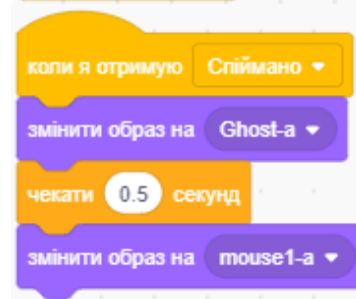 коли я отримую Спіймано
змінити образ на Ghost-a
чекати 0.5 секунд
змінити образ на mouse1-a